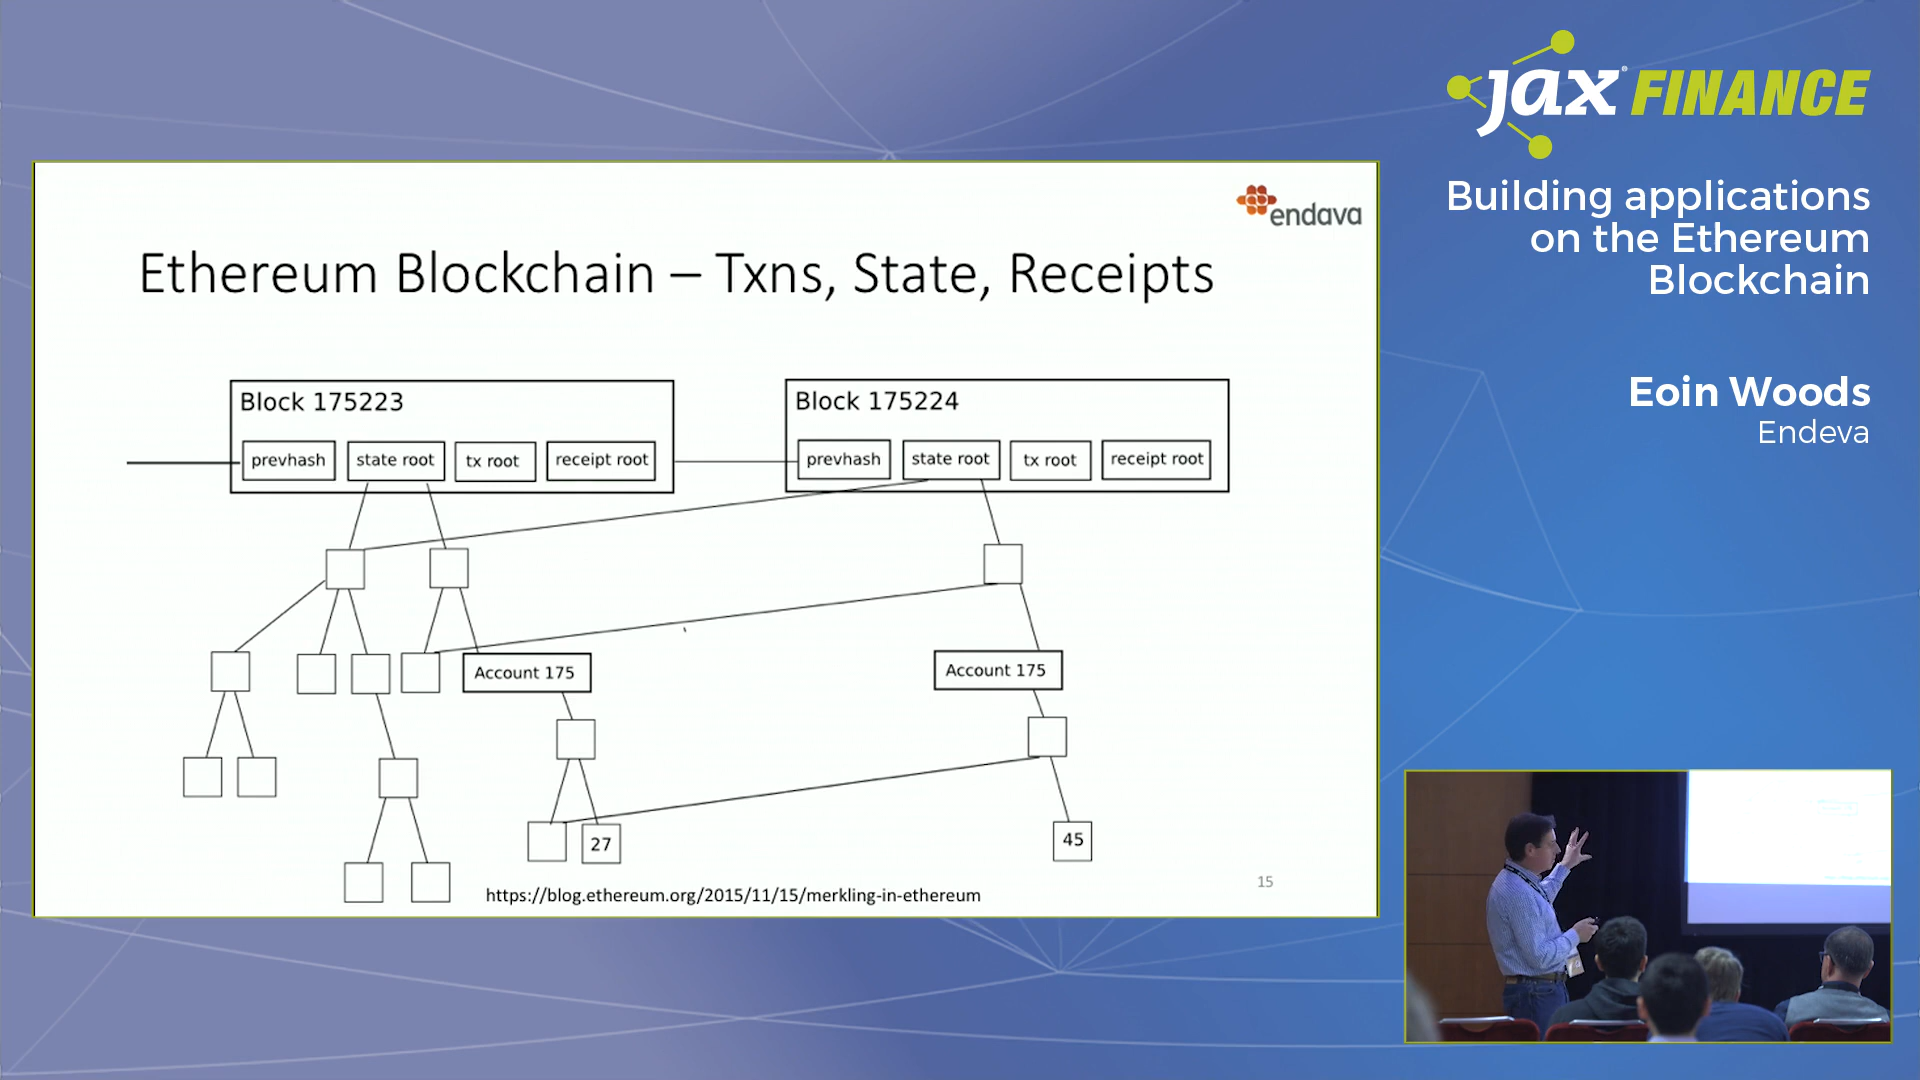 endava
Ethereum Blockchain – Txns, State, Receipts
Block 175223
prevhash
state root
tx root
receipt root
Block 175224
prevhash
state root
tx root
receipt root
Account 175
Account 175
27
45
https://blog.ethereum.org/2015/11/15/merkling-in-ethereum
15
jax® FINANCE
Building applications
on the Ethereum
Blockchain
Eoin Woods
Endeva